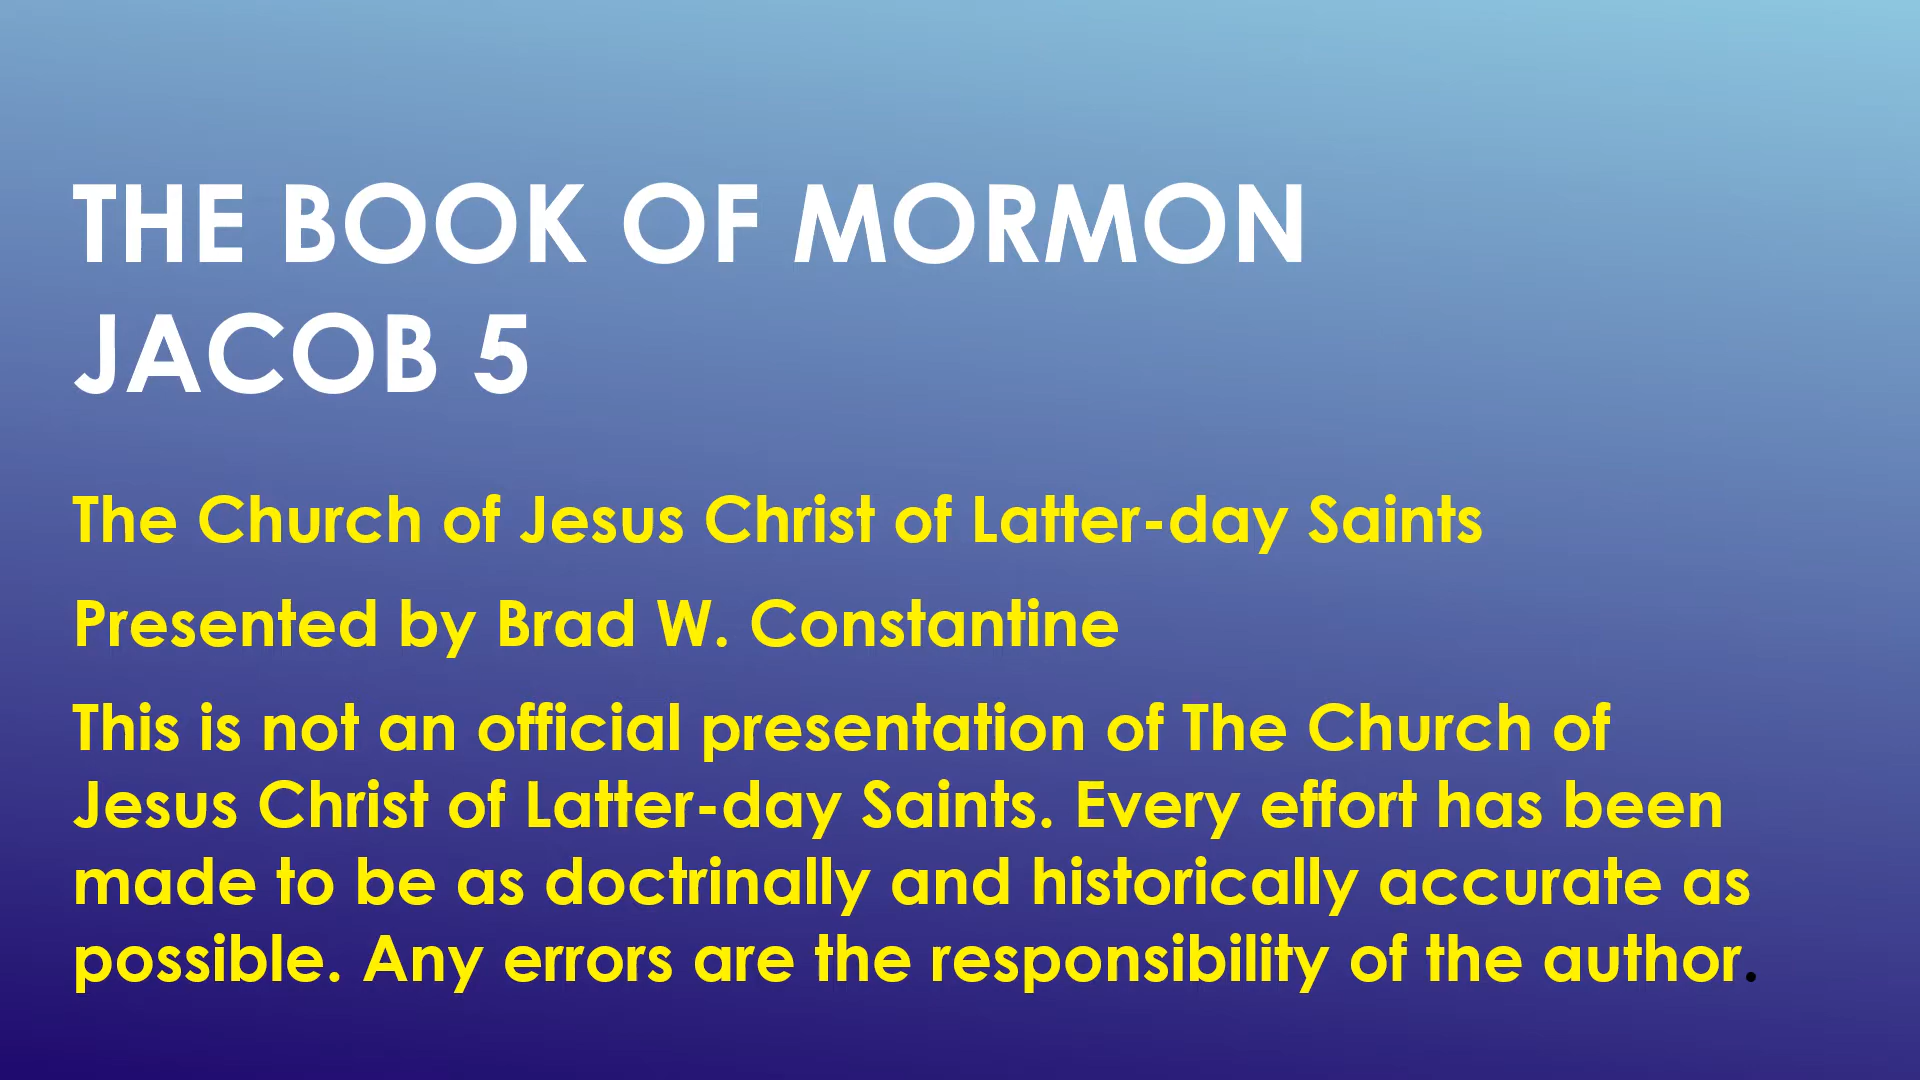 THE BOOK OF MORMON
JACOB 5
The Church of Jesus Christ of Latter-day Saints
Presented by Brad W. Constantine
This is not an official presentation of The Church of
Jesus Christ of Latter-day Saints. Every effort has been
made to be as doctrinally and historically accurate as
possible. Any errors are the responsibility of the author.